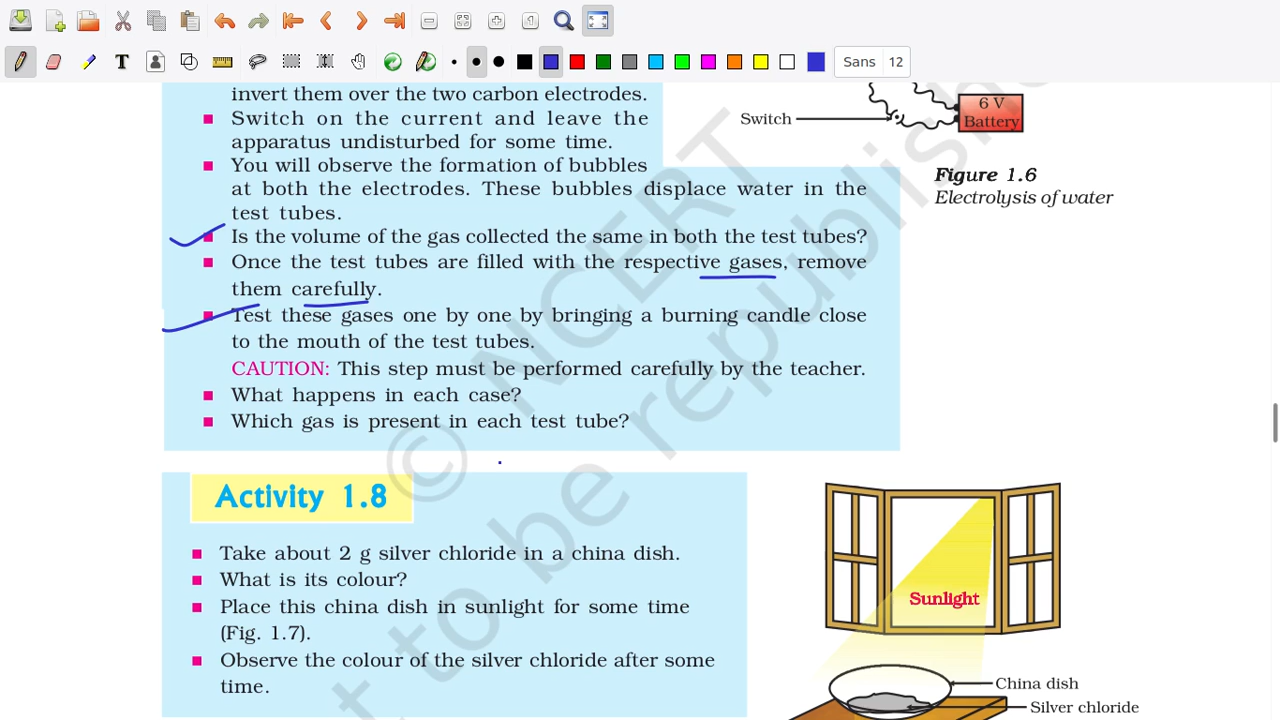 Sans 12
invert them over the two carbon electrodes.
Switch on the current and leave the
apparatus undisturbed for some time.
You will observe the formation of bubbles
at both the electrodes. These bubbles displace water in the
test tubes.
Is the volume of the gas collected the same in both the test tubes?
Once the test tubes are filled with the respective gases, remove
them carefully.
Test these gases one by one by bringing a burning candle close
to the mouth of the test tubes.
CAUTION: This step must be performed carefully by the teacher.
What happens in each case?
Which gas is present in each test tube?
Switch
6 V
Battery
Figure 1.6
Electrolysis of water
Activity 1.8
Take about 2 g silver chloride in a china dish.
What is its colour?
Place this china dish in sunlight for some time
(Fig. 1.7).
Observe the colour of the silver chloride after some
time.
Sunlight
China dish
Silver chloride
© NCERT
to be republished